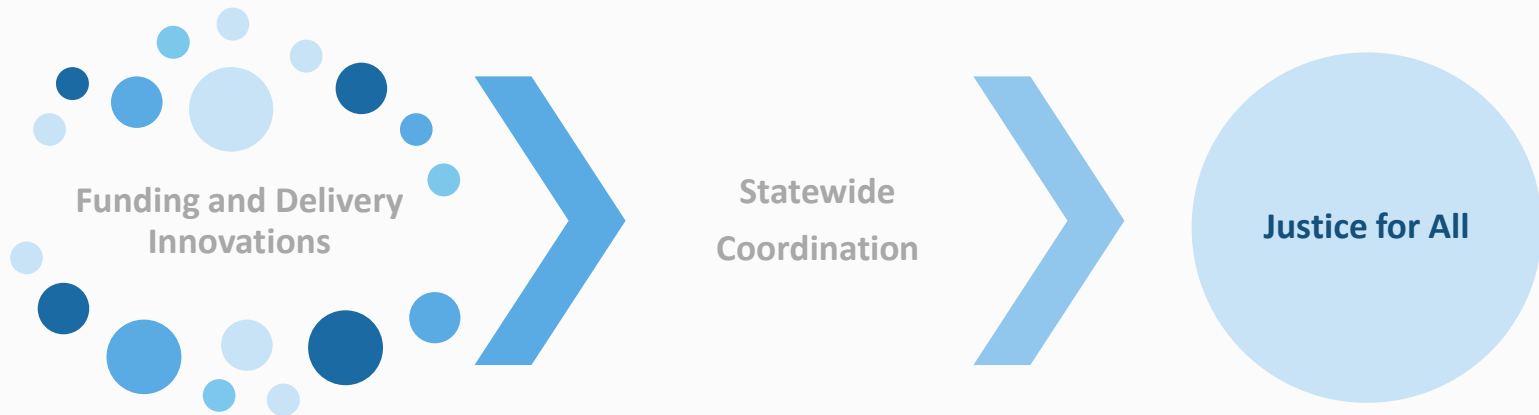 Funding and Delivery
Innovations
Statewide
Coordination
Justice for All